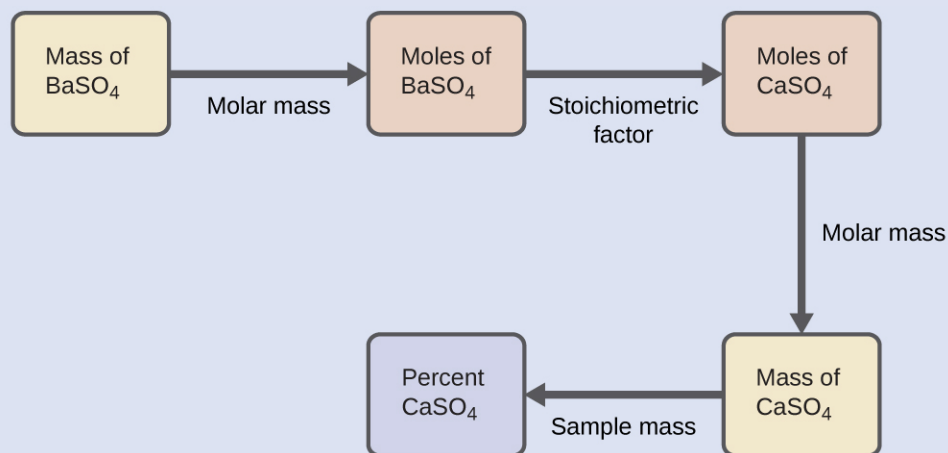 Mass of
BaSO₄
Molar mass
Moles of
BaSO₄
Stoichiometric
factor
Moles of
CaSO₄
Molar mass
Mass of
CaSO₄
Sample mass
Percent
CaSO₄